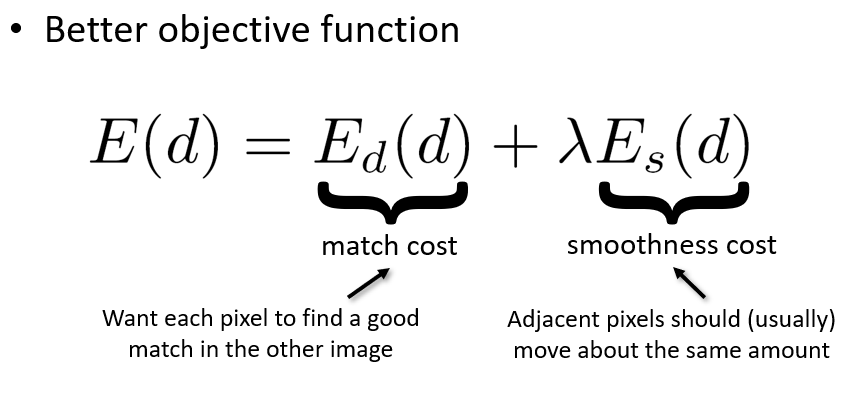 • Better objective function
E(d) = E_d(d) + λE_s(d)
match cost
smoothness cost
Want each pixel to find a good
match in the other image
Adjacent pixels should (usually)
move about the same amount